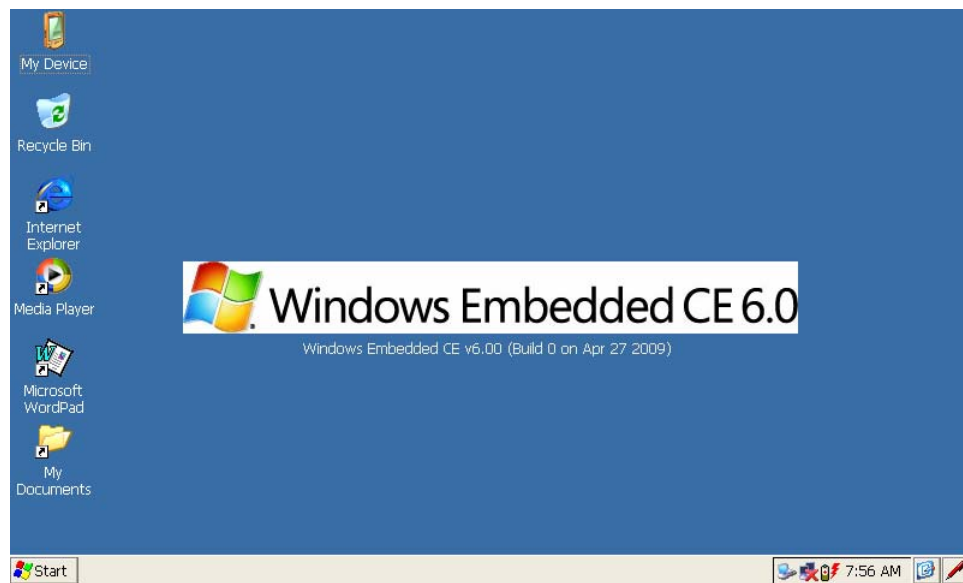 My Device
Recycle Bin
Internet
Explorer
Media Player
Microsoft
WordPad
My
Documents
Windows Embedded CE 6.0
Windows Embedded CE v6.00 (Build 0 on Apr 27 2009)
Start
7:56 AM